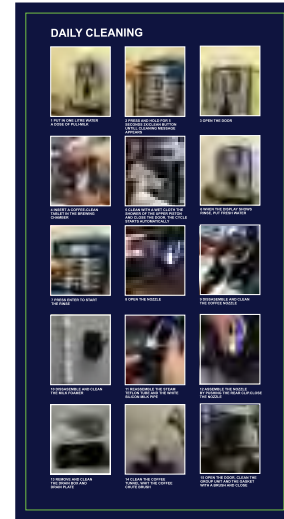 DAILY CLEANING
1 PUT IN ONE LITRE WATER
A DOSE OF PULIMILK
2 PRESS AND HOLD FOR 5
SECONDS 2X/CLEAN BUTTON
UNTILL CLEANING MESSAGE
APPEARS
3 OPEN THE DOOR
4 INSERT A COFFEE-CLEAN
TABLET IN THE BREWING
CHAMBER
5 CLEAN WITH A WET CLOTH THE
SHOWER OF THE UPPER PISTON
AND CLOSE THE DOOR: THE CYCLE
STARTS AUTOMATICALLY
6 WHEN THE DISPLAY SHOWS
RINSE, PUT FRESH WATER
7 PRESS ENTER TO START
THE RINSE
8 OPEN THE NOZZLE
9 DISSASEMBLE AND CLEAN
THE COFFEE NOZZLE
10 DISSASEMBLE AND CLEAN
THE MILK FOAMER
11 REASSEMBLE THE STEAM
TEFLON TUBE AND THE WHITE
SILICON MILK PIPE
12 ASSEMBLE THE NOZZLE
BY PUSHING THE REAR CLIP CLOSE
THE NOZZLE
13 REMOVE AND CLEAN
THE DRAIN BOX AND
DRAIN PLATE
14 CLEAN THE COFFEE
TUNNEL WHIT THE COFFEE
CHUTE BRUSH
15 OPEN THE DOOR, CLEAN THE
GROUP UNIT AND THE GASKET
WITH A BRUSH AND CLOSE